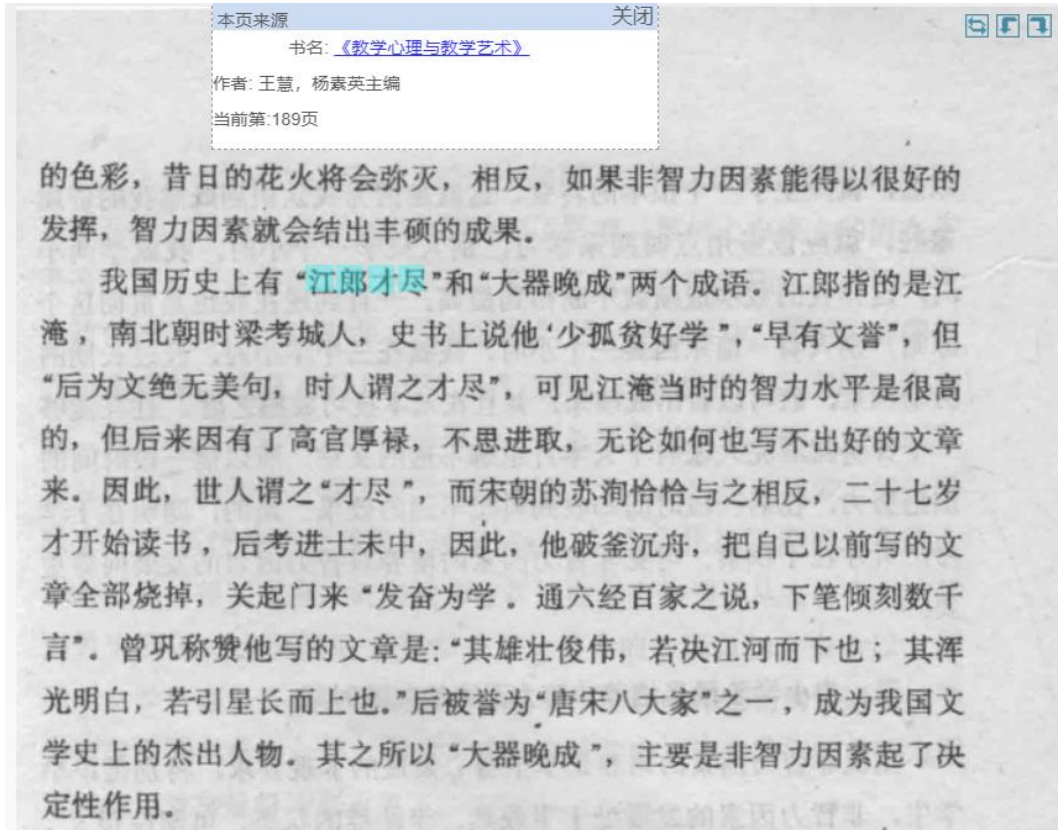 本页来源 关闭
书名: 《教学心理与教学艺术》
作者: 王慧，杨素英主编
当前第:189页
的色彩，昔日的花火将会弥灭，相反，如果非智力因素能得以很好的
发挥，智力因素就会结出丰硕的成果。
我国历史上有“江郎才尽”和“大器晚成”两个成语。江郎指的是江
淹，南北朝时梁考城人，史书上说他‘少孤贫好学”，“早有文誉”，但
“后为文绝无美句，时人谓之才尽”，可见江淹当时的智力水平是很高
的，但后来因有了高官厚禄，不思进取，无论如何也写不出好的文章
来。因此，世人谓之“才尽”，而宋朝的苏洵恰恰与之相反，二十七岁
才开始读书，后考进士未中，因此，他破釜沉舟，把自己以前写的文
章全部烧掉，关起门来“发奋为学。通六经百家之说，下笔倾刻数千
言”。曾巩称赞他写的文章是:“其雄壮俊伟，若决江河而下也；其浑
光明白，若引星长而上也。”后被誉为“唐宋八大家”之一，成为我国文
学史上的杰出人物。其之所以“大器晚成”，主要是非智力因素起了决
定性作用。